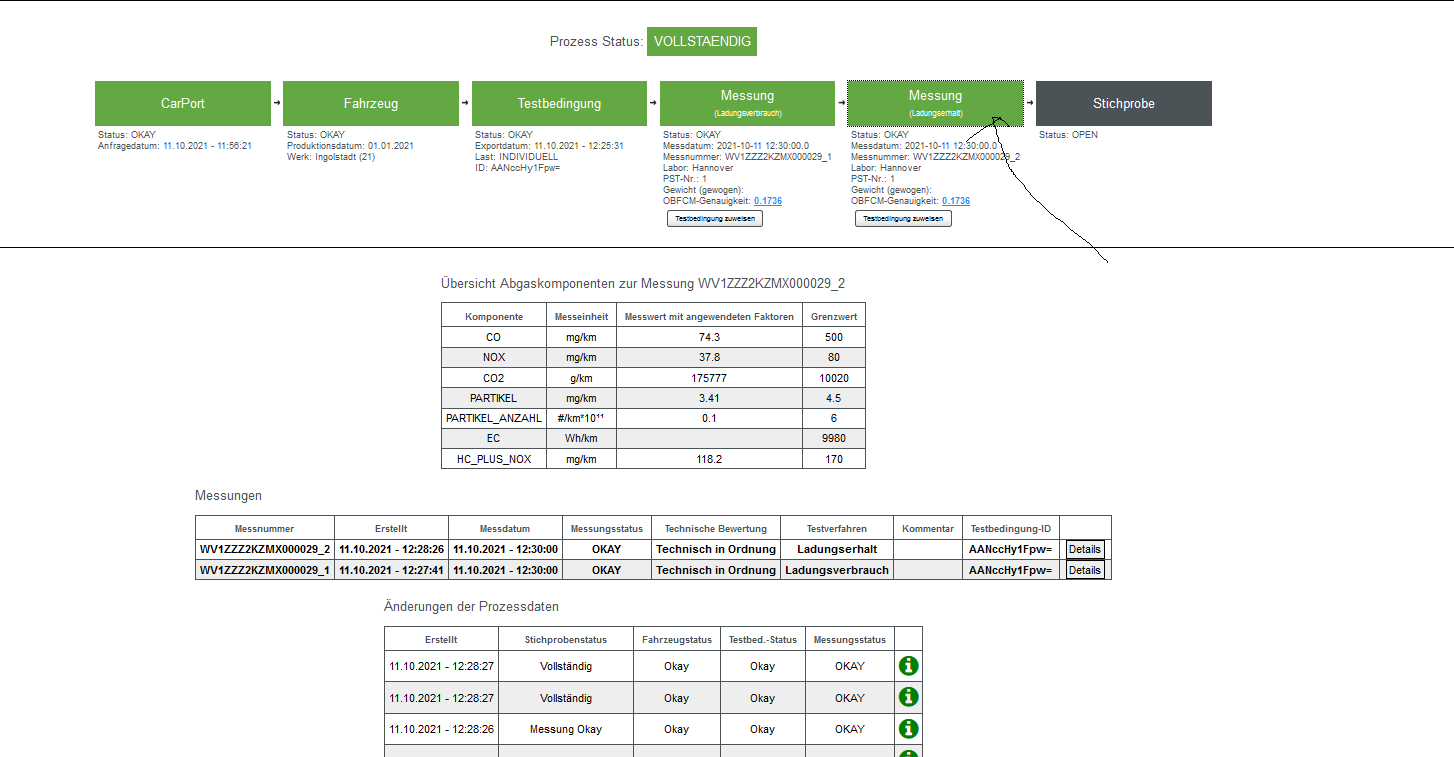 Prozess Status: VOLLSTAENDIG
CarPort
Fahrzeug
Testbedingung
Messung
(Ladungsverbrauch)
Messung
(Ladungserhalt)
Stichprobe
Status: OKAY
Anfragedatum: 11.10.2021 - 11:56:21
Status: OKAY
Produktionsdatum: 01.01.2021
Werk: Ingolstadt (21)
Status: OKAY
Exportdatum: 11.10.2021 - 12:25:31
Last: INDIVIDUELL
ID: AANccHy1Fpw=
Status: OKAY
Messdatum: 2021-10-11 12:30:00.0
Messnummer: WV1ZZZ2KZMX000029_1
Labor: Hannover
PST-Nr.: 1
Gewicht (gewogen):
OBFCM-Genauigkeit: 0.1736
Testbedingung zuweisen
Status: OKAY
Messdatum: 2021-10-11 12:30:00.0
Messnummer: WV1ZZZ2KZMX000029_2
Labor: Hannover
PST-Nr.: 1
Gewicht (gewogen):
OBFCM-Genauigkeit: 0.1736
Testbedingung zuweisen
Status: OPEN
Übersicht Abgaskomponenten zur Messung WV1ZZZ2KZMX000029_2
Komponente Messeinheit Messwert mit angewendeten Faktoren Grenzwert
CO mg/km 74.3 500
NOX mg/km 37.8 80
CO2 g/km 175777 10020
PARTIKEL mg/km 3.41 4.5
PARTIKEL_ANZAHL #/km*10¹¹ 0.1 6
EC Wh/km 9980
HC_PLUS_NOX mg/km 118.2 170
Messungen
Messnummer Erstellt Messdatum Messungsstatus Technische Bewertung Testverfahren Kommentar Testbedingung-ID
WV1ZZZ2KZMX000029_2 11.10.2021 - 12:28:26 11.10.2021 - 12:30:00 OKAY Technisch in Ordnung Ladungserhalt AANccHy1Fpw= Details
WV1ZZZ2KZMX000029_1 11.10.2021 - 12:27:41 11.10.2021 - 12:30:00 OKAY Technisch in Ordnung Ladungsverbrauch AANccHy1Fpw= Details
Änderungen der Prozessdaten
Erstellt Stichprobenstatus Fahrzeugstatus Testbed.-Status Messungsstatus
11.10.2021 - 12:28:27 Vollständig Okay Okay OKAY
11.10.2021 - 12:28:27 Vollständig Okay Okay OKAY
11.10.2021 - 12:28:26 Messung Okay Okay Okay OKAY